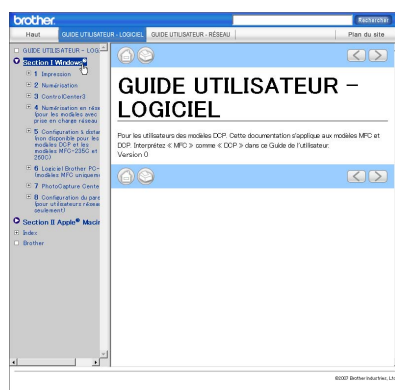 brother.
Rechercher
Haut
GUIDE UTILISATEUR - LOGICIEL
GUIDE UTILISATEUR - RÉSEAU
Plan du site
GUIDE UTILISATEUR - LOG
Section I Windows®
1 Impression
2 Numérisation
3 ControlCenter3
4 Numérisation en rése
(pour les modèles avec
prise en charge réseau
5 Configuration à distan
(non disponible pour les
modèles DCP et les
modèles MFC-235C et
260C)
6 Logiciel Brother PC-
(modèles MFC uniquem
7 PhotoCapture Cente
8 Configuration du pare
(pour utilisateurs réseau
seulement)
Section II Apple® Macin
Index
Brother
GUIDE UTILISATEUR –
LOGICIEL
Pour les utilisateurs des modèles DCP: Cette documentation s'applique aux modèles MFC et
DCP. Interprétez « MFC » comme « DCP » dans ce Guide de l'utilisateur.
Version 0
©2007 Brother Industries, Lt